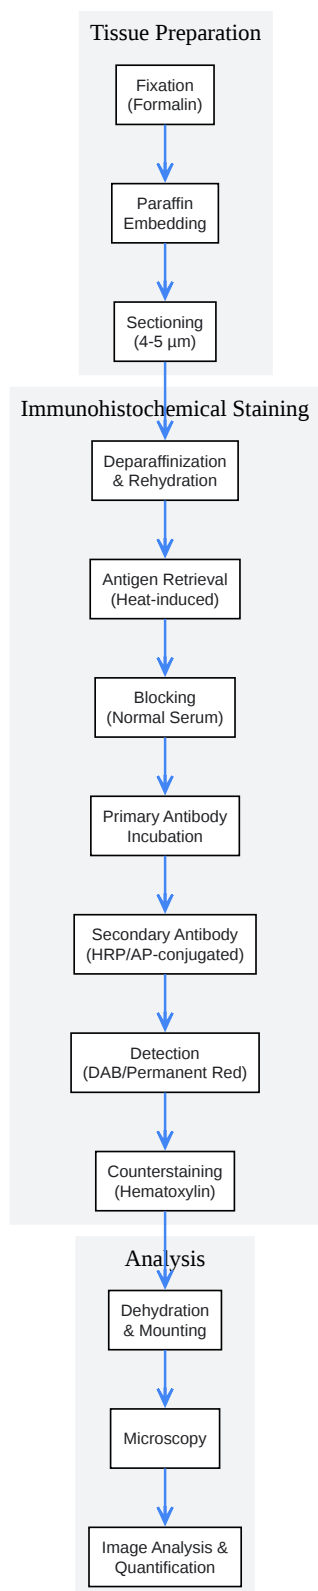 Tissue Preparation
Fixation
(Formalin)
Paraffin
Embedding
Sectioning
(4-5 µm)
Immunohistochemical Staining
Deparaffinization
& Rehydration
Antigen Retrieval
(Heat-induced)
Blocking
(Normal Serum)
Primary Antibody
Incubation
Secondary Antibody
(HRP/AP-conjugated)
Detection
(DAB/Permanent Red)
Counterstaining
(Hematoxylin)
Analysis
Dehydration
& Mounting
Microscopy
Image Analysis &
Quantification